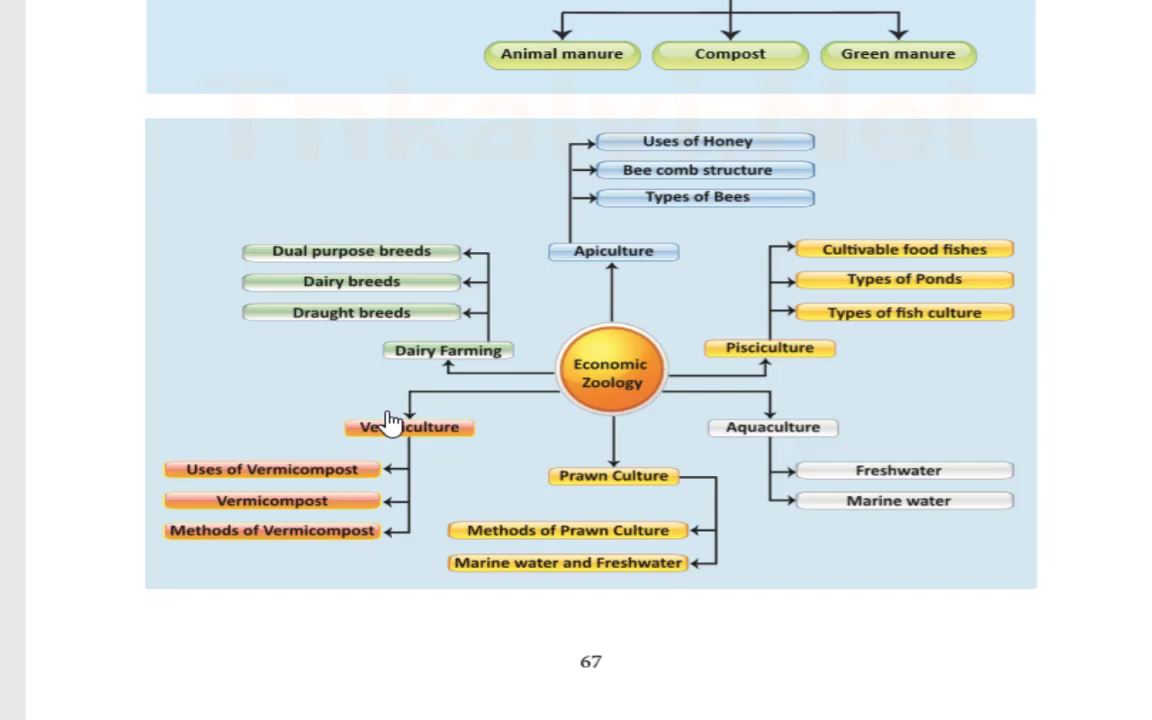 Animal manure
Compost
Green manure
Tnkalvi.Net
Uses of Honey
Bee comb structure
Types of Bees
Apiculture
Dual purpose breeds
Dairy breeds
Draught breeds
Dairy Farming
Cultivable food fishes
Types of Ponds
Types of fish culture
Pisciculture
Economic
Zoology
Uses of Vermicompost
Vermicompost
Methods of Vermicompost
Prawn Culture
Methods of Prawn Culture
Marine water and Freshwater
Aquaculture
Freshwater
Marine water
67